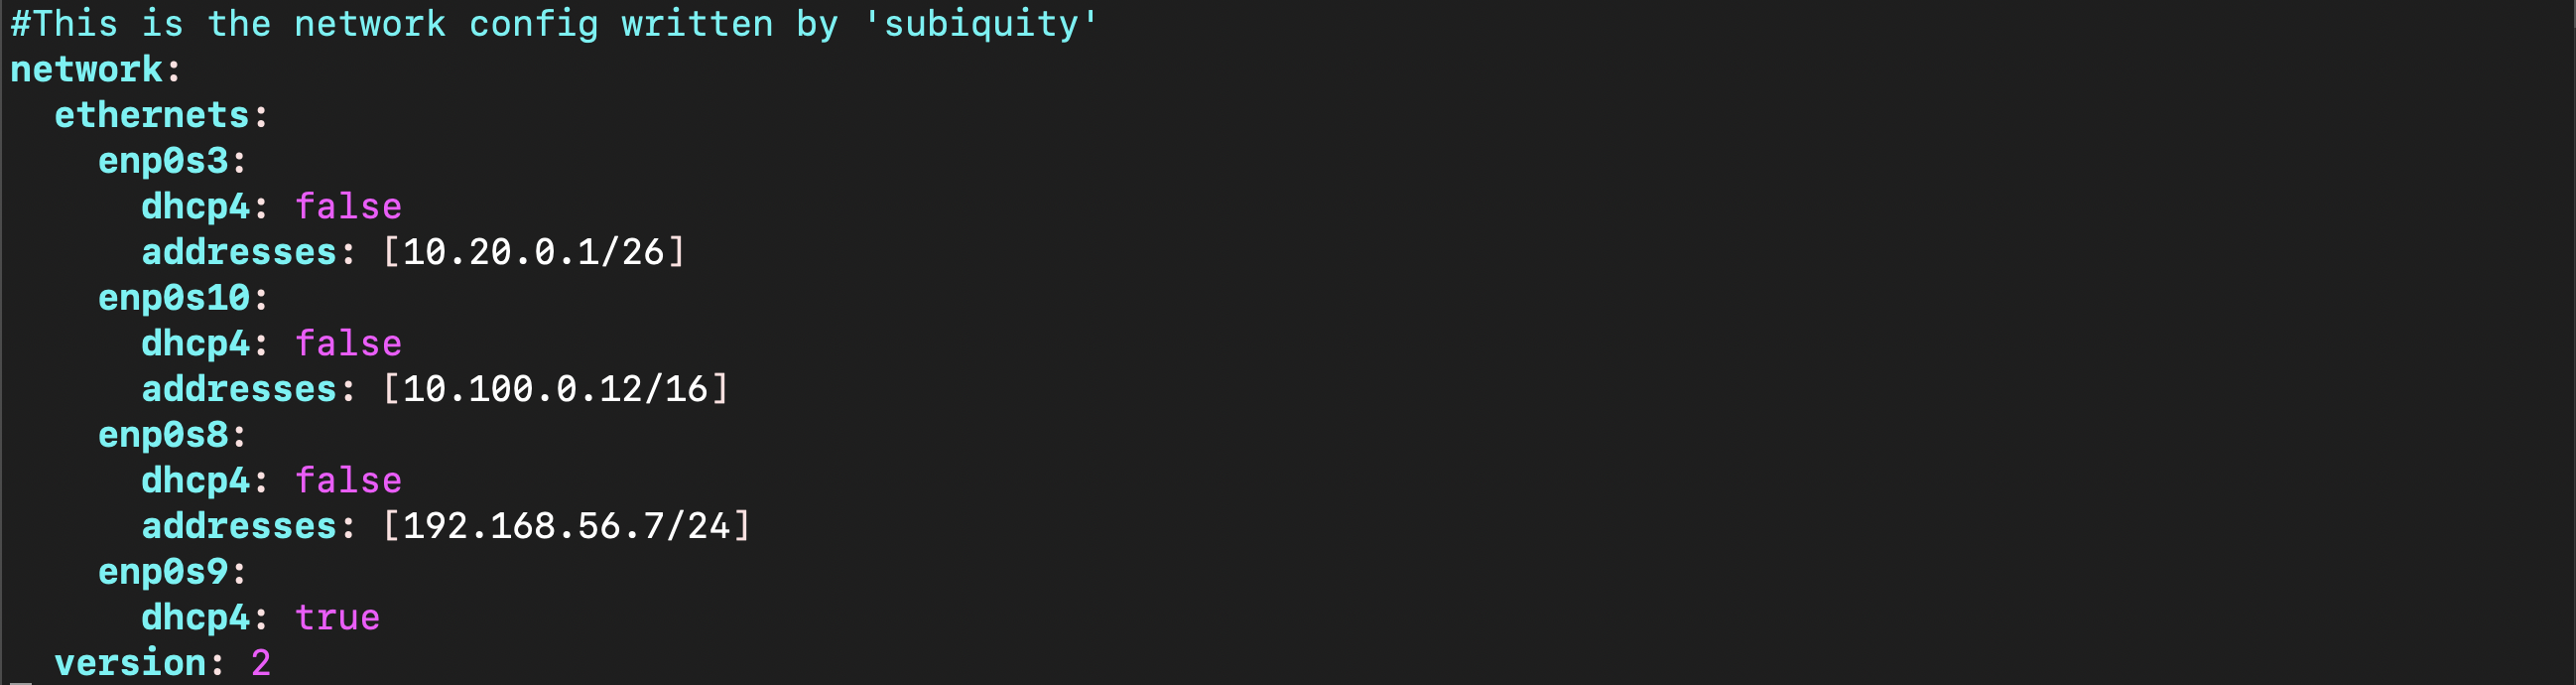 #This is the network config written by 'subiquity'
network:
  ethernets:
    enp0s3:
      dhcp4: false
      addresses: [10.20.0.1/26]
    enp0s10:
      dhcp4: false
      addresses: [10.100.0.12/16]
    enp0s8:
      dhcp4: false
      addresses: [192.168.56.7/24]
    enp0s9:
      dhcp4: true
  version: 2